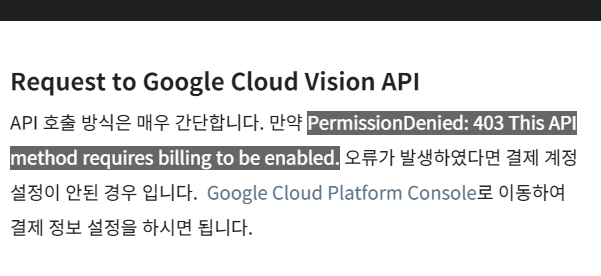 Request to Google Cloud Vision API
API 호출 방식은 매우 간단합니다. 만약 PermissionDenied: 403 This API
method requires billing to be enabled. 오류가 발생하였다면 결제 계정
설정이 안된 경우 입니다. Google Cloud Platform Console로 이동하여
결제 정보 설정을 하시면 됩니다.